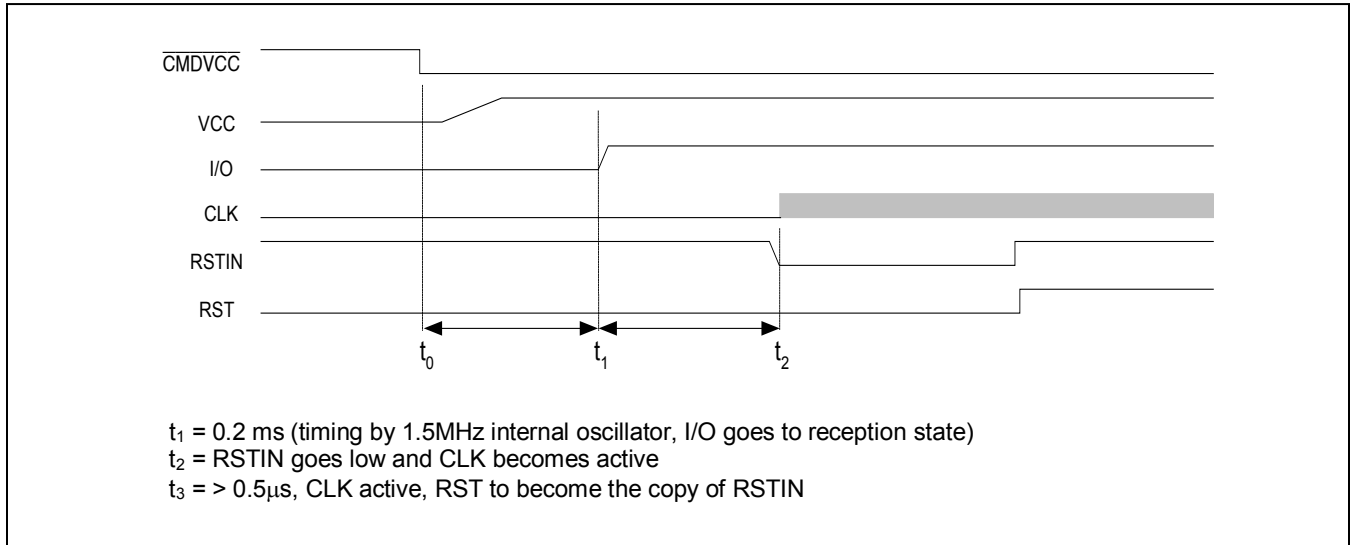 CMDVCC
VCC
I/O
CLK
RSTIN
RST
t₀ t₁ t₂
t₁ = 0.2 ms (timing by 1.5MHz internal oscillator, I/O goes to reception state)
t₂ = RSTIN goes low and CLK becomes active
t₃ = > 0.5μs, CLK active, RST to become the copy of RSTIN